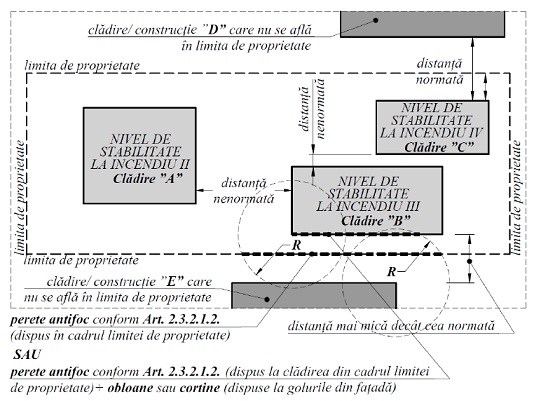 clădire/ construcție ”D” care nu se află
în limita de proprietate
limita de proprietate
distanță
normată
distanță
nenormată
NIVEL DE
STABILITATE
LA INCENDIU II
Clădire ”A”
NIVEL DE
STABILITATE
LA INCENDIU IV
Clădire ”C”
limita de proprietate
limita de proprietate
distanță
nenormată
NIVEL DE
STABILITATE
LA INCENDIU III
Clădire ”B”
R
R
limita de proprietate
clădire/ construcție ”E” care
nu se află în limita de proprietate
perete antifoc conform Art. 2.3.2.1.2.
(dispus în cadrul limitei de proprietate)
distanță mai mică decât cea normată
SAU
perete antifoc conform Art. 2.3.2.1.2. (dispus la clădirea din cadrul limitei
de proprietate)+ obloane sau cortine (dispuse la golurile din fațadă)